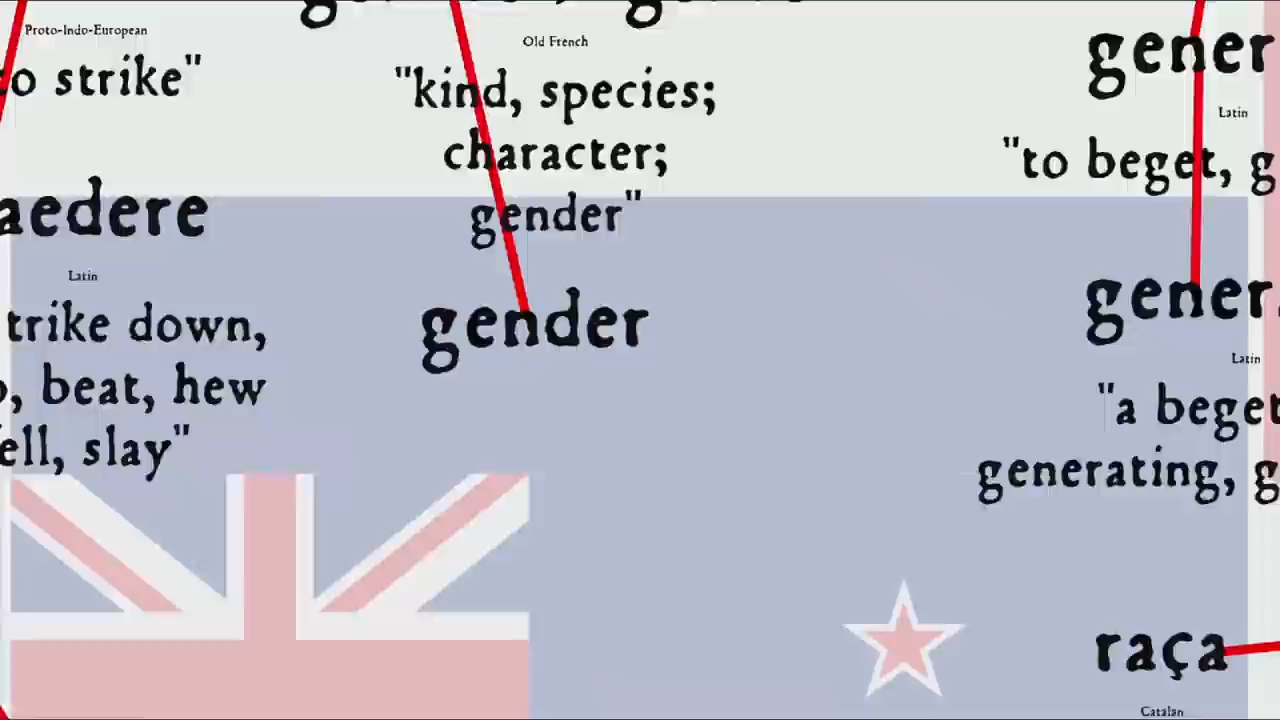 Proto-Indo-European
to strike"
aedere
Latin
trike down,
beat, hew
ell, slay"
Old French
"kind, species;
character;
gender"
gender
gener
Latin
"to beget, g
gener
Latin
"a beget
generating, g
raça
Catalan